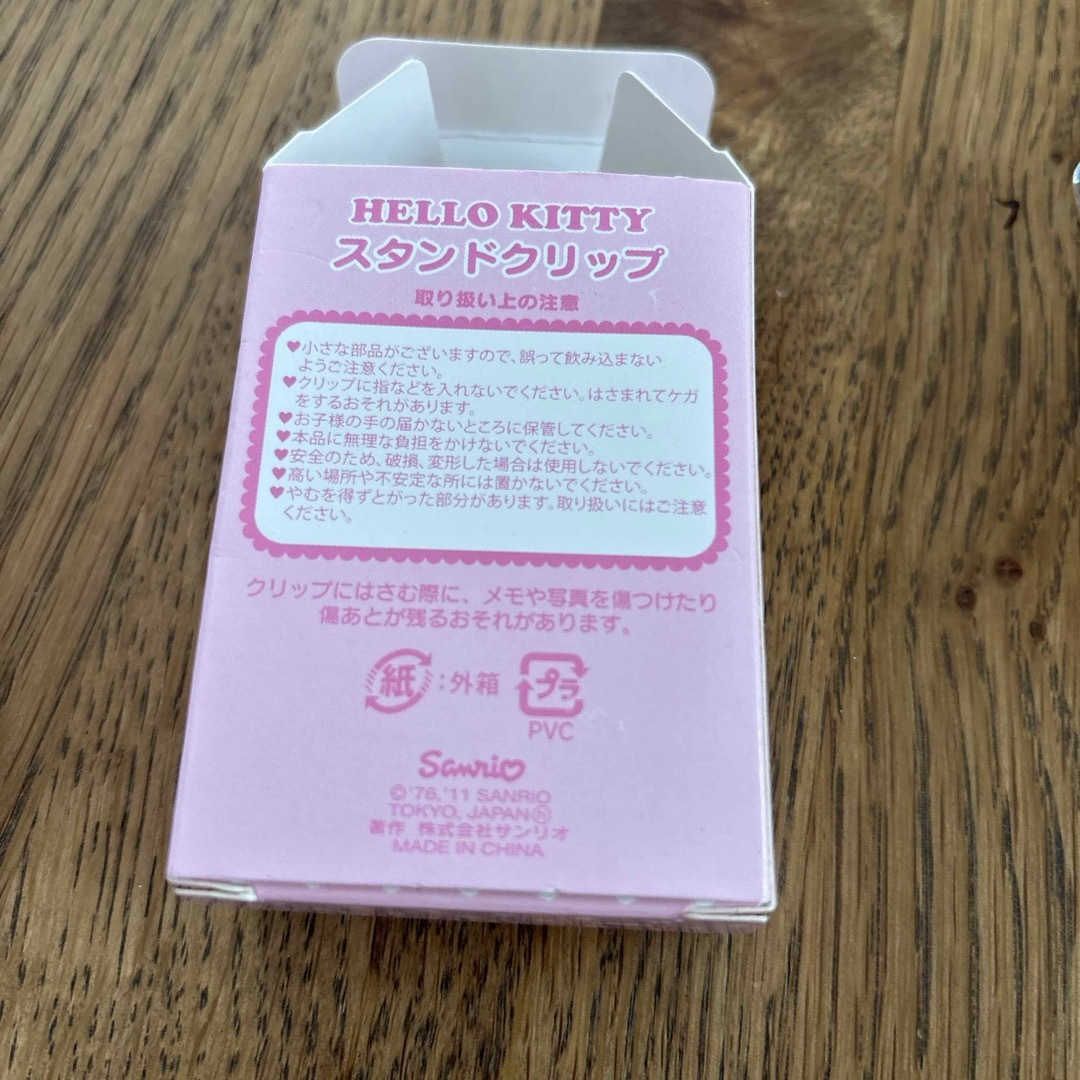 HELLO KITTY
スタンドクリップ
取り扱い上の注意
♥小さな部品がございますので、誤って飲み込まない
ようご注意ください。
♥クリップに指などを入れないでください。はさまれてケガ
をするおそれがあります。
♥お子様の手の届かないところに保管してください。
♥本品に無理な負担をかけないでください。
♥安全のため、破損、変形した場合は使用しないでください。
♥高い場所や不安定な所には置かないでください。
♥やむを得ずとがった部分があります。取り扱いにはご注意
ください。
クリップにはさむ際に、メモや写真を傷つけたり
傷あとが残るおそれがあります。
紙:外箱 プラ
PVC
Sanrio
©'76,'11 SANRIO
TOKYO, JAPAN ⓗ
著作 株式会社サンリオ
MADE IN CHINA